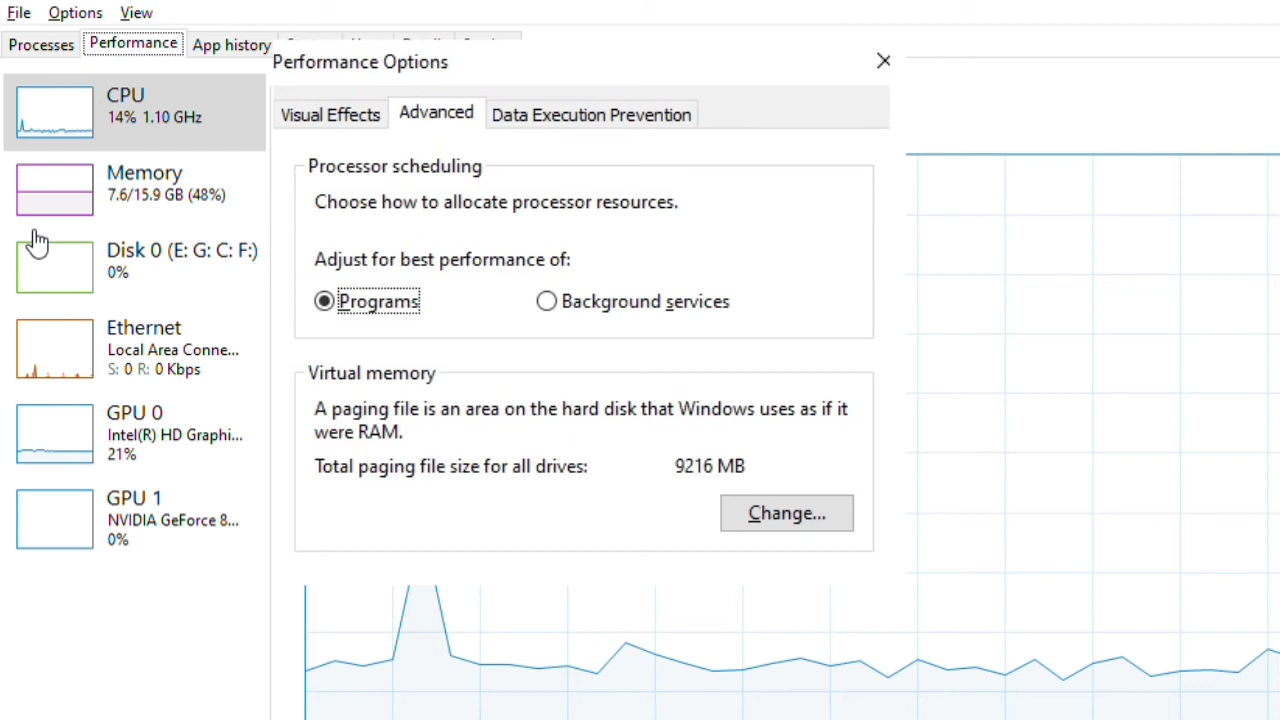 File Options View
Processes Performance App history
Performance Options
Visual Effects Advanced Data Execution Prevention
CPU
14% 1.10 GHz
Memory
7.6/15.9 GB (48%)
Disk 0 (E: G: C: F:)
0%
Ethernet
Local Area Conne...
S: 0 R: 0 Kbps
GPU 0
Intel(R) HD Graphi...
21%
GPU 1
NVIDIA GeForce 8...
0%
Processor scheduling
Choose how to allocate processor resources.
Adjust for best performance of:
Programs Background services
Virtual memory
A paging file is an area on the hard disk that Windows uses as if it
were RAM.
Total paging file size for all drives: 9216 MB
Change...